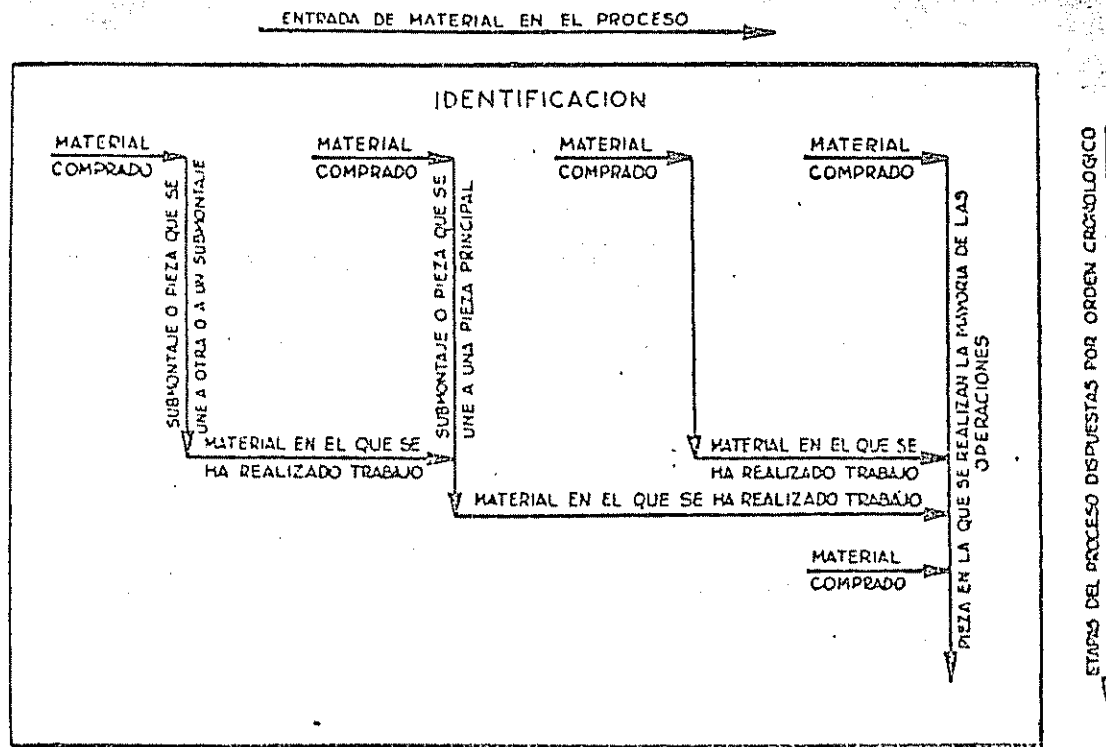 ENTRADA DE MATERIAL EN EL PROCESO
IDENTIFICACION
MATERIAL
COMPRADO
MATERIAL
COMPRADO
MATERIAL
COMPRADO
MATERIAL
COMPRADO
SUBMONTAJE O PIEZA QUE SE
UNE A OTRA O A UN SUBMONTAJE
SUBMONTAJE O PIEZA QUE SE
UNE A UNA PIEZA PRINCIPAL
PIEZA EN LA QUE SE REALIZAN LA MAYORIA DE LAS
OPERACIONES
MATERIAL EN EL QUE SE
HA REALIZADO TRABAJO
MATERIAL EN EL QUE SE
HA REALIZADO TRABAJO
MATERIAL EN EL QUE SE HA REALIZADO TRABAJO
MATERIAL
COMPRADO
ETAPAS DEL PROCESO DISPUESTAS POR ORDEN CRONOLOGICO